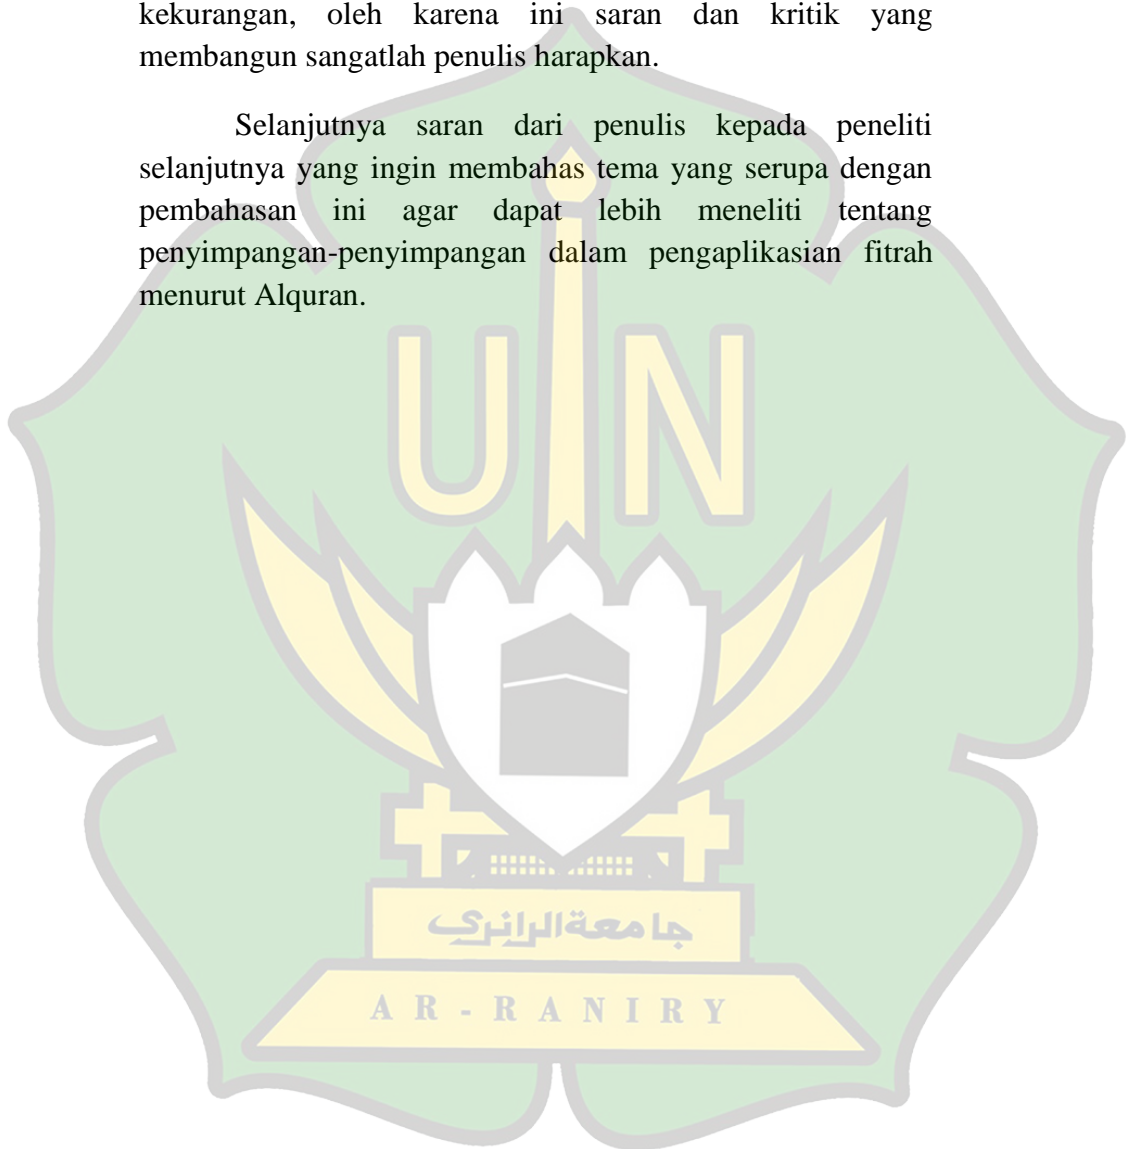 kekurangan, oleh karena ini saran dan kritik yang
membangun sangatlah penulis harapkan.
Selanjutnya saran dari penulis kepada peneliti
selanjutnya yang ingin membahas tema yang serupa dengan
pembahasan ini agar dapat lebih meneliti tentang
penyimpangan-penyimpangan dalam pengaplikasian fitrah
menurut Alquran.
UIN
جامعة الرانري
AR-RANIRY